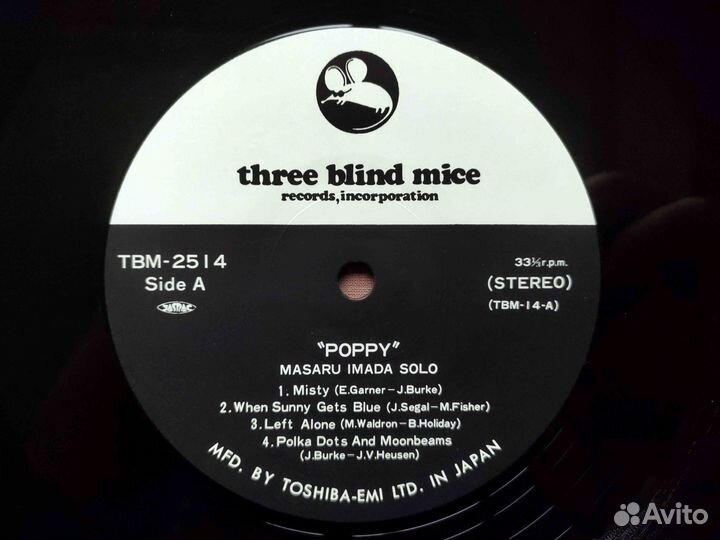 three blind mice
records, incorporation
TBM-2514
Side A
JASRAC
33⅓r.p.m.
(STEREO)
(TBM-14-A)
"POPPY"
MASARU IMADA SOLO
1. Misty (E.Garner-J.Burke)
2. When Sunny Gets Blue (J.Segal-M.Fisher)
3. Left Alone (M.Waldron-B.Holiday)
4. Polka Dots And Moonbeams
(J.Burke-J.V.Heusen)
MFD. BY TOSHIBA-EMI LTD. IN JAPAN
Avito